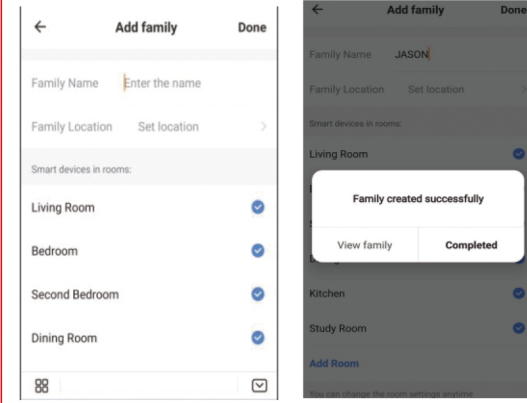 Add family Done
Family Name Enter the name
Family Location Set location
Smart devices in rooms:
Living Room
Bedroom
Second Bedroom
Dining Room
Add family Done
Family Name JASON
Family Location Set location
Smart devices in rooms:
Living Room
Family created successfully
View family Completed
Kitchen
Study Room
Add Room
You can change the room settings anytime